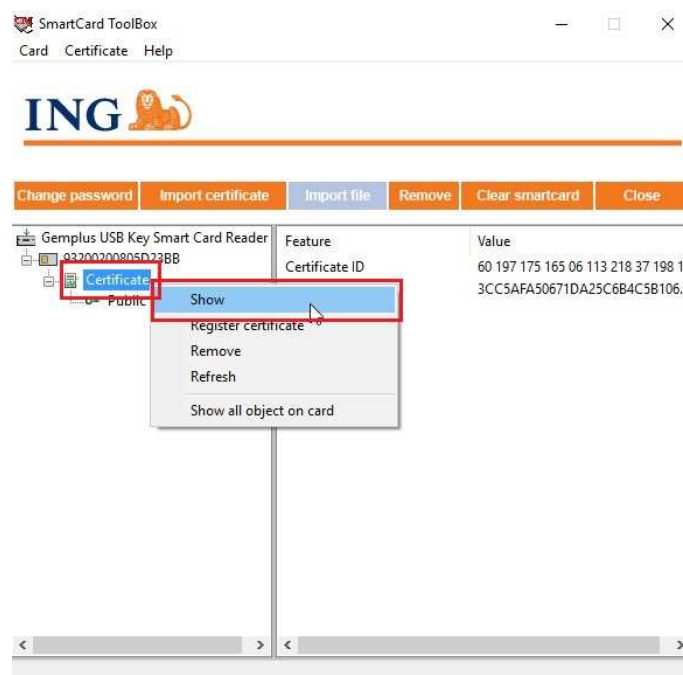 SmartCard ToolBox
Card Certificate Help
ING
Change password Import certificate Import file Remove Clear smartcard Close
Gemplus USB Key Smart Card Reader
93200200805D23BB
Certificate
Public
Show
Register certificate
Remove
Refresh
Show all object on card
Feature Value
Certificate ID 60 197 175 165 06 113 218 37 198 1
3CC5AFA50671DA25C6B4C5B106.